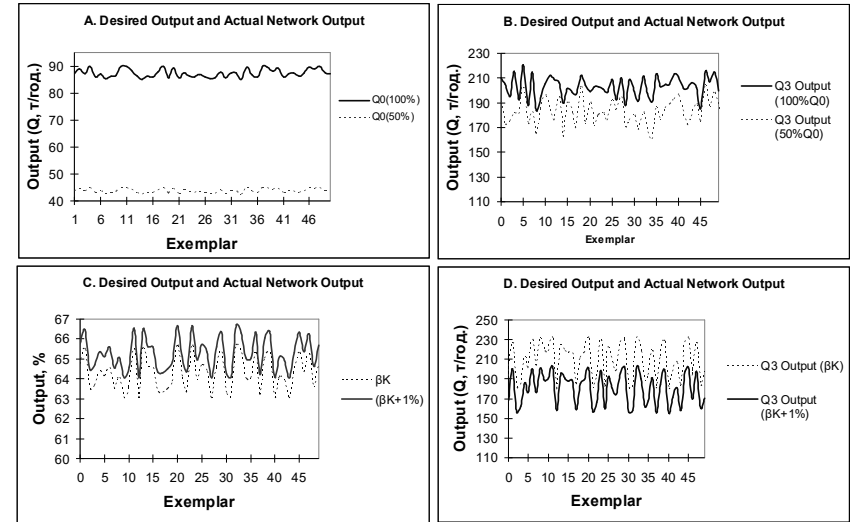 A. Desired Output and Actual Network Output
Output (Q, т/год.)
90
80
70
60
50
40
1 6 11 16 21 26 31 36 41 46
Exemplar
Q0(100%)
Q0(50%)
B. Desired Output and Actual Network Output
Output (Q, т/год.)
230
210
190
170
150
130
110
0 5 10 15 20 25 30 35 40 45
Exemplar
Q3 Output
(100%Q0)
Q3 Output
(50%Q0)
C. Desired Output and Actual Network Output
Output, %
67
66
65
64
63
62
61
60
0 5 10 15 20 25 30 35 40 45
Exemplar
βK
(βK+1%)
D. Desired Output and Actual Network Output
Output (Q, т/год.)
250
230
210
190
170
150
130
110
0 5 10 15 20 25 30 35 40 45
Exemplar
Q3 Output (βK)
Q3 Output
(βK+1%)